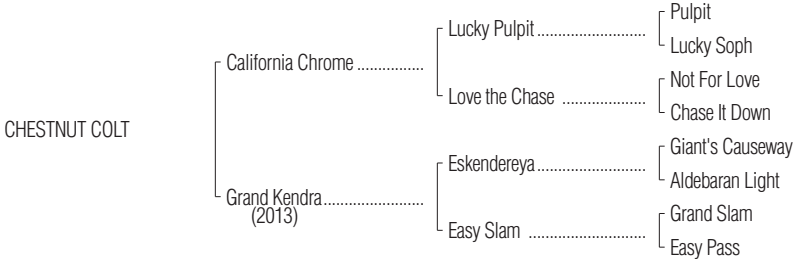 Pulpit
Lucky Pulpit ..........................
Lucky Soph
California Chrome ................
Not For Love
Love the Chase ....................
Chase It Down
CHESTNUT COLT
Giant's Causeway
Eskendereya..........................
Aldebaran Light
Grand Kendra........................
(2013)
Grand Slam
Easy Slam ............................
Easy Pass